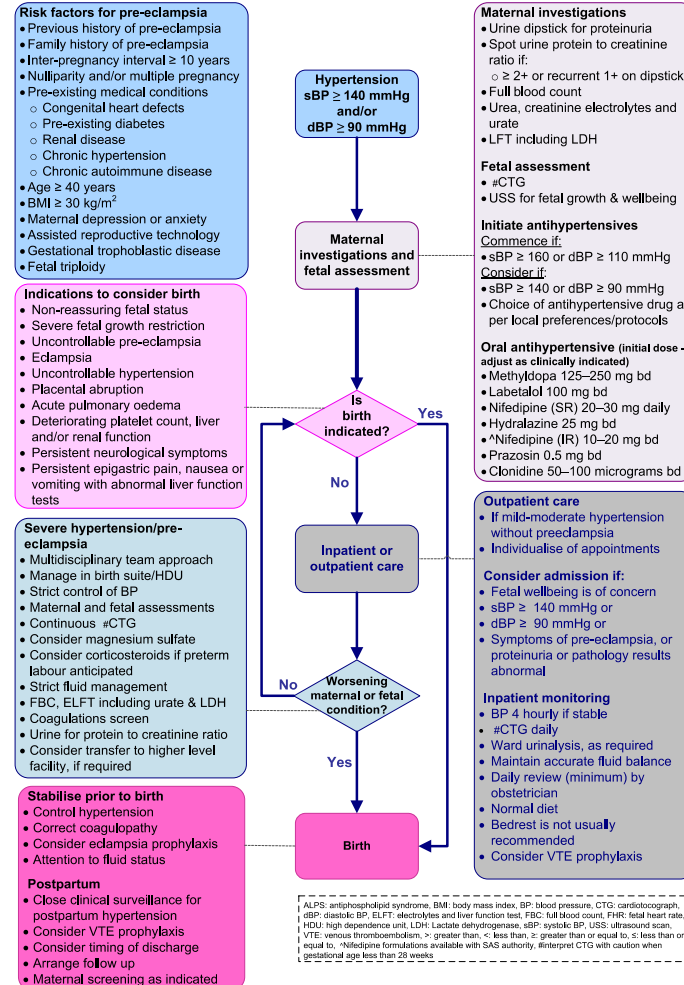 Risk factors for pre-eclampsia
• Previous history of pre-eclampsia
• Family history of pre-eclampsia
• Inter-pregnancy interval ≥ 10 years
• Nulliparity and/or multiple pregnancy
• Pre-existing medical conditions
o Congenital heart defects
o Pre-existing diabetes
o Renal disease
o Chronic hypertension
o Chronic autoimmune disease
• Age ≥ 40 years
• BMI ≥ 30 kg/m²
• Maternal depression or anxiety
• Assisted reproductive technology
• Gestational trophoblastic disease
• Fetal triploidy
Indications to consider birth
• Non-reassuring fetal status
• Severe fetal growth restriction
• Uncontrollable pre-eclampsia
• Eclampsia
• Uncontrollable hypertension
• Placental abruption
• Acute pulmonary oedema
• Deteriorating platelet count, liver
and/or renal function
• Persistent neurological symptoms
• Persistent epigastric pain, nausea or
vomiting with abnormal liver function
tests
Severe hypertension/pre-
eclampsia
• Multidisciplinary team approach
• Manage in birth suite/HDU
• Strict control of BP
• Maternal and fetal assessments
• Continuous #CTG
• Consider magnesium sulfate
• Consider corticosteroids if preterm
labour anticipated
• Strict fluid management
• FBC, ELFT including urate & LDH
• Coagulations screen
• Urine for protein to creatinine ratio
• Consider transfer to higher level
facility, if required
Stabilise prior to birth
• Control hypertension
• Correct coagulopathy
• Consider eclampsia prophylaxis
• Attention to fluid status
Postpartum
• Close clinical surveillance for
postpartum hypertension
• Consider VTE prophylaxis
• Consider timing of discharge
• Arrange follow up
• Maternal screening as indicated
Hypertension
sBP ≥ 140 mmHg
and/or
dBP ≥ 90 mmHg
Maternal
investigations and
fetal assessment
Is
birth
indicated?
Yes
No
Inpatient or
outpatient care
Worsening
maternal or fetal
condition?
No
Yes
Birth
Maternal investigations
• Urine dipstick for proteinuria
• Spot urine protein to creatinine
ratio if:
o ≥ 2+ or recurrent 1+ on dipstick
• Full blood count
• Urea, creatinine electrolytes and
urate
• LFT including LDH
Fetal assessment
• #CTG
• USS for fetal growth & wellbeing
Initiate antihypertensives
Commence if:
• sBP ≥ 160 or dBP ≥ 110 mmHg
Consider if:
• sBP ≥ 140 or dBP ≥ 90 mmHg
• Choice of antihypertensive drug a
per local preferences/protocols
Oral antihypertensive (initial dose -
adjust as clinically indicated)
• Methyldopa 125–250 mg bd
• Labetalol 100 mg bd
• Nifedipine (SR) 20–30 mg daily
• Hydralazine 25 mg bd
• ^Nifedipine (IR) 10–20 mg bd
• Prazosin 0.5 mg bd
• Clonidine 50–100 micrograms bd
Outpatient care
• If mild-moderate hypertension
without preeclampsia
• Individualise of appointments
Consider admission if:
• Fetal wellbeing is of concern
• sBP ≥ 140 mmHg or
• dBP ≥ 90 mmHg or
• Symptoms of pre-eclampsia, or
proteinuria or pathology results
abnormal
Inpatient monitoring
• BP 4 hourly if stable
• #CTG daily
• Ward urinalysis, as required
• Maintain accurate fluid balance
• Daily review (minimum) by
obstetrician
• Normal diet
• Bedrest is not usually
recommended
• Consider VTE prophylaxis
ALPS: antiphospholipid syndrome, BMI: body mass index, BP: blood pressure, CTG: cardiotocograph,
dBP: diastolic BP, ELFT: electrolytes and liver function test, FBC: full blood count, FHR: fetal heart rate,
HDU: high dependence unit, LDH: Lactate dehydrogenase, sBP: systolic BP, USS: ultrasound scan,
VTE: venous thromboembolism, >: greater than, <: less than, ≥: greater than or equal to, ≤: less than or
equal to, ^Nifedipine formulations available with SAS authority, #interpret CTG with caution when
gestational age less than 28 weeks